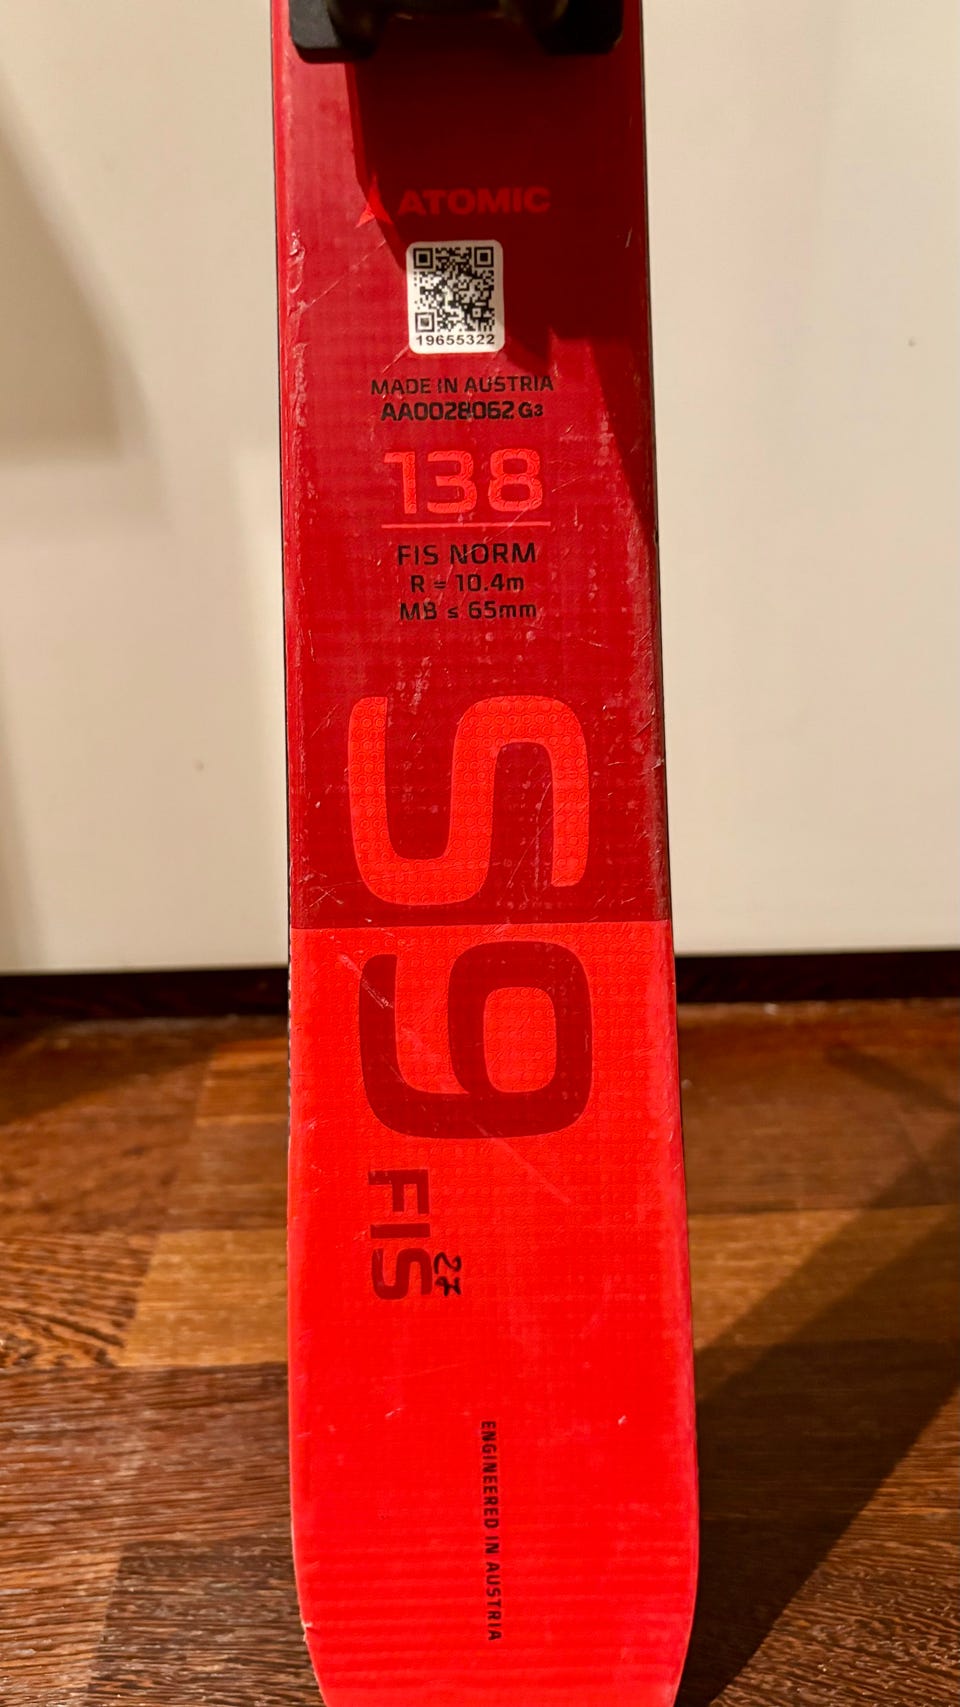 ATOMIC
19655322
MADE IN AUSTRIA
AA0028062 G3
138
FIS NORM
R = 10.4m
MB ≤ 65mm
S9
FIS
27
ENGINEERED IN AUSTRIA